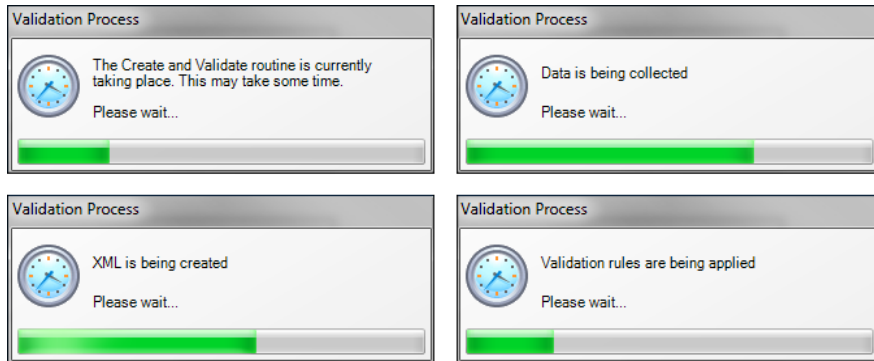 Validation Process
The Create and Validate routine is currently
taking place. This may take some time.
Please wait...
Validation Process
Data is being collected
Please wait...
Validation Process
XML is being created
Please wait...
Validation Process
Validation rules are being applied
Please wait...